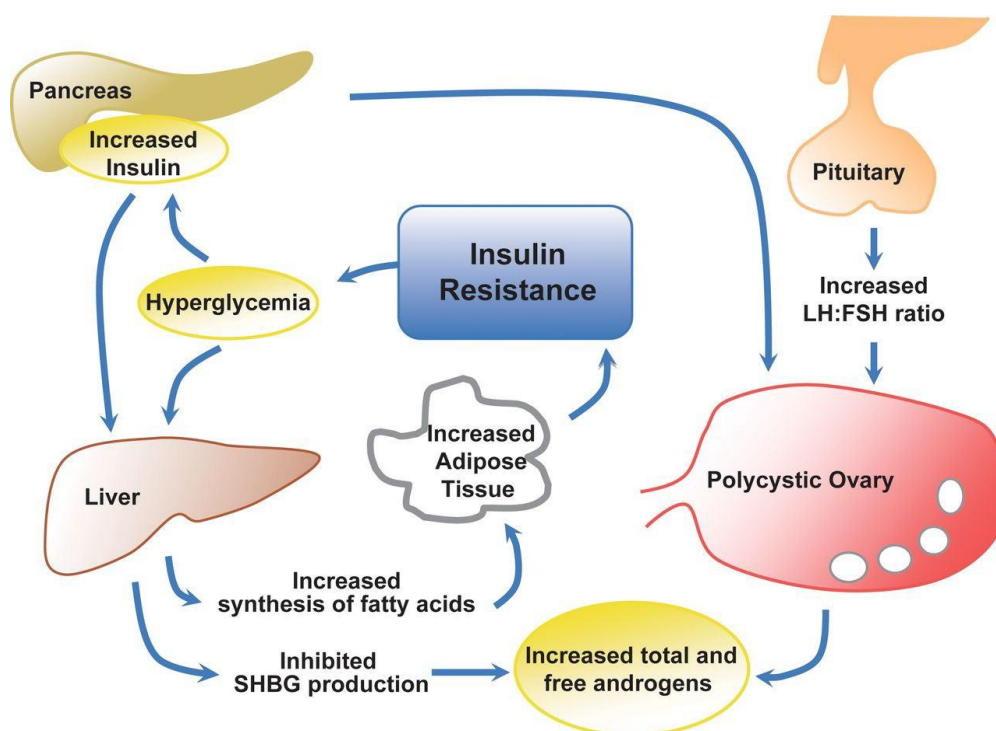 Pancreas
Increased
Insulin
Pituitary
Insulin
Resistance
Hyperglycemia
Increased
LH:FSH ratio
Increased
Adipose
Tissue
Polycystic Ovary
Liver
Increased
synthesis of fatty acids
Inhibited
SHBG production
Increased total and
free androgens